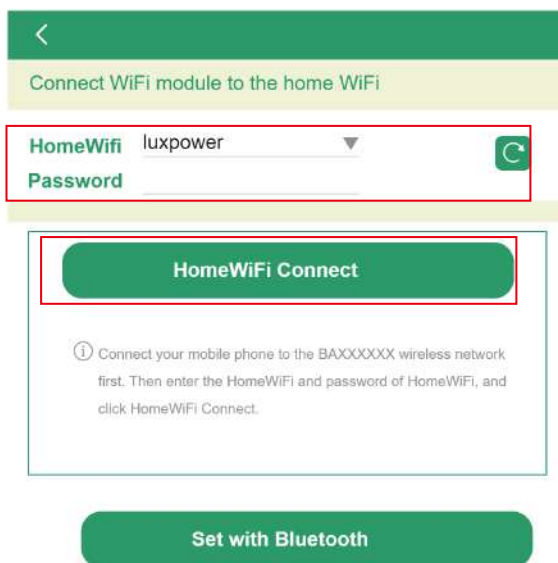 Connect WiFi module to the home WiFi
HomeWifi luxpower
Password
HomeWiFi Connect
Connect your mobile phone to the BAXXXXXX wireless network
first. Then enter the HomeWiFi and password of HomeWiFi, and
click HomeWiFi Connect.
Set with Bluetooth